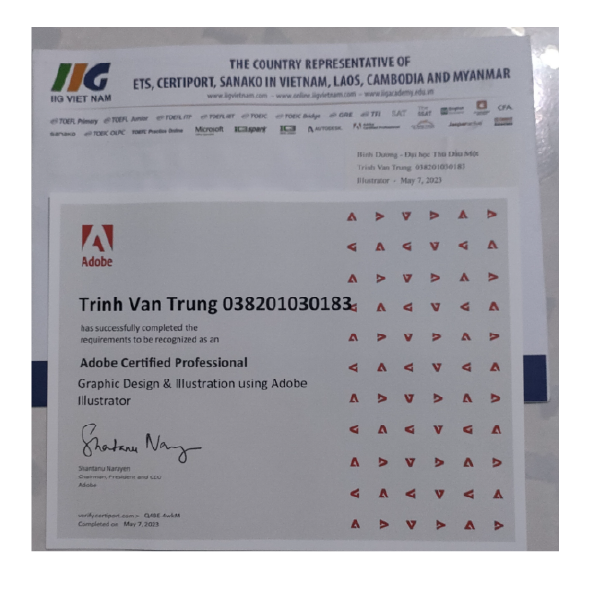 THE COUNTRY REPRESENTATIVE OF
ETS, CERTIPORT, SANAKO IN VIETNAM, LAOS, CAMBODIA AND MYANMAR
www.iigvietnam.com - www.online.iigvietnam.com - www.iigacademy.edu.vn
IIG
IIG VIET NAM
TOEFL Primary TOEFL Junior TOEFL ITP TOEFL iBT TOEIC TOEIC Bridge GRE TFI SAT CPA
sanako TOEIC OLPC TOEIC Practice Online Microsoft AUTODESK
Bình Dương - Đại học Thủ Dầu Một
Trinh Van Trung 038201030183
Illustrator - May 7, 2023
Adobe
Trinh Van Trung 038201030183
has successfully completed the
requirements to be recognized as an
Adobe Certified Professional
Graphic Design & Illustration using Adobe
Illustrator
Shantanu Narayen
Chairman, President and CEO
Adobe
verify.certiport.com
Completed on May 7, 2023